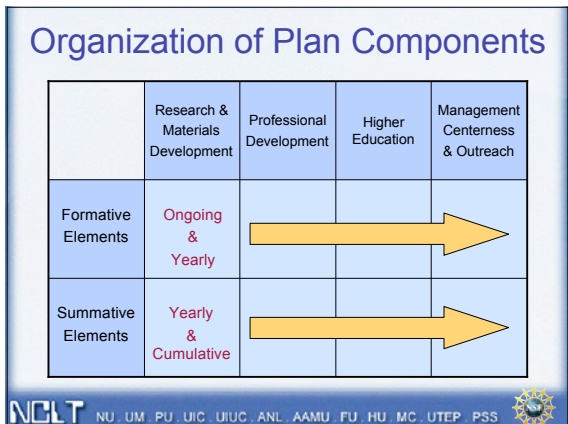 Organization of Plan Components
Research &
Materials
Development
Professional
Development
Higher
Education
Management
Centerness
& Outreach
Formative
Elements
Ongoing
&
Yearly
Summative
Elements
Yearly
&
Cumulative
NCLT NU . UM . PU . UIC . UIUC . ANL . AAMU . FU . HU . MC . UTEP . PSS
NSF